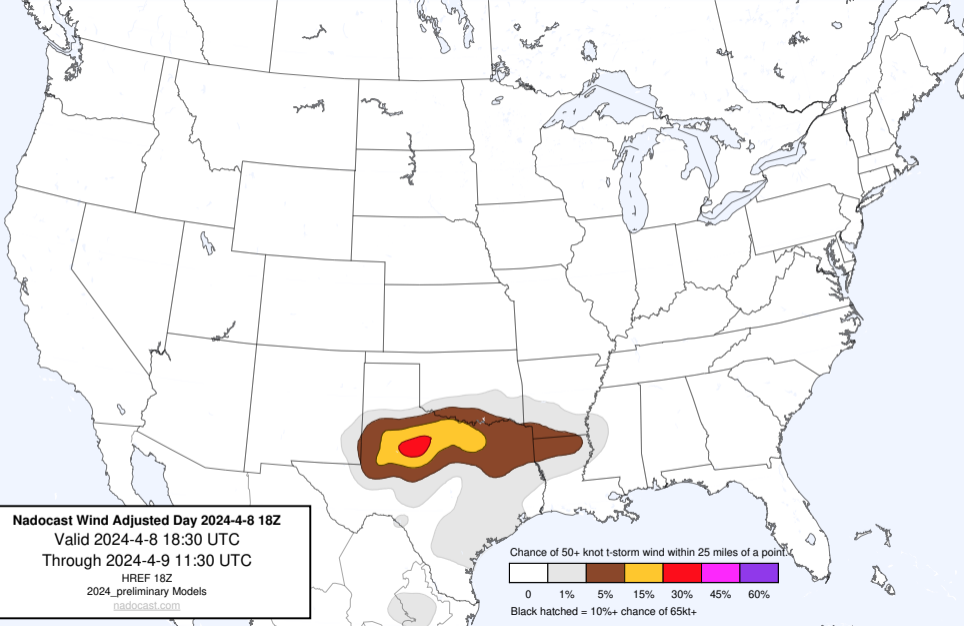 Nadocast Wind Adjusted Day 2024-4-8 18Z
Valid 2024-4-8 18:30 UTC
Through 2024-4-9 11:30 UTC
HREF 18Z
2024_preliminary Models
nadocast.com
Chance of 50+ knot t-storm wind within 25 miles of a point.
0 1% 5% 15% 30% 45% 60%
Black hatched = 10%+ chance of 65kt+